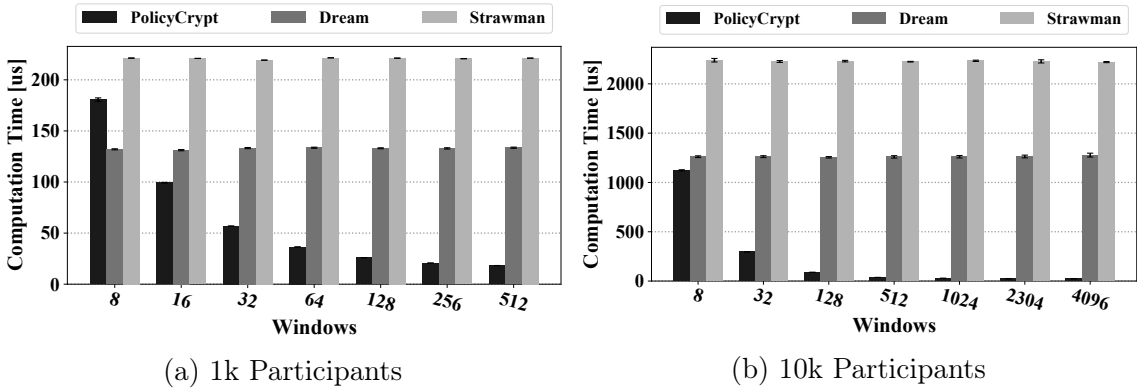 PolicyCrypt Dream Strawman
Computation Time [us]
200
150
100
50
0
8 16 32 64 128 256 512
Windows
(a) 1k Participants
PolicyCrypt Dream Strawman
Computation Time [us]
2000
1500
1000
500
0
8 32 128 512 1024 2304 4096
Windows
(b) 10k Participants